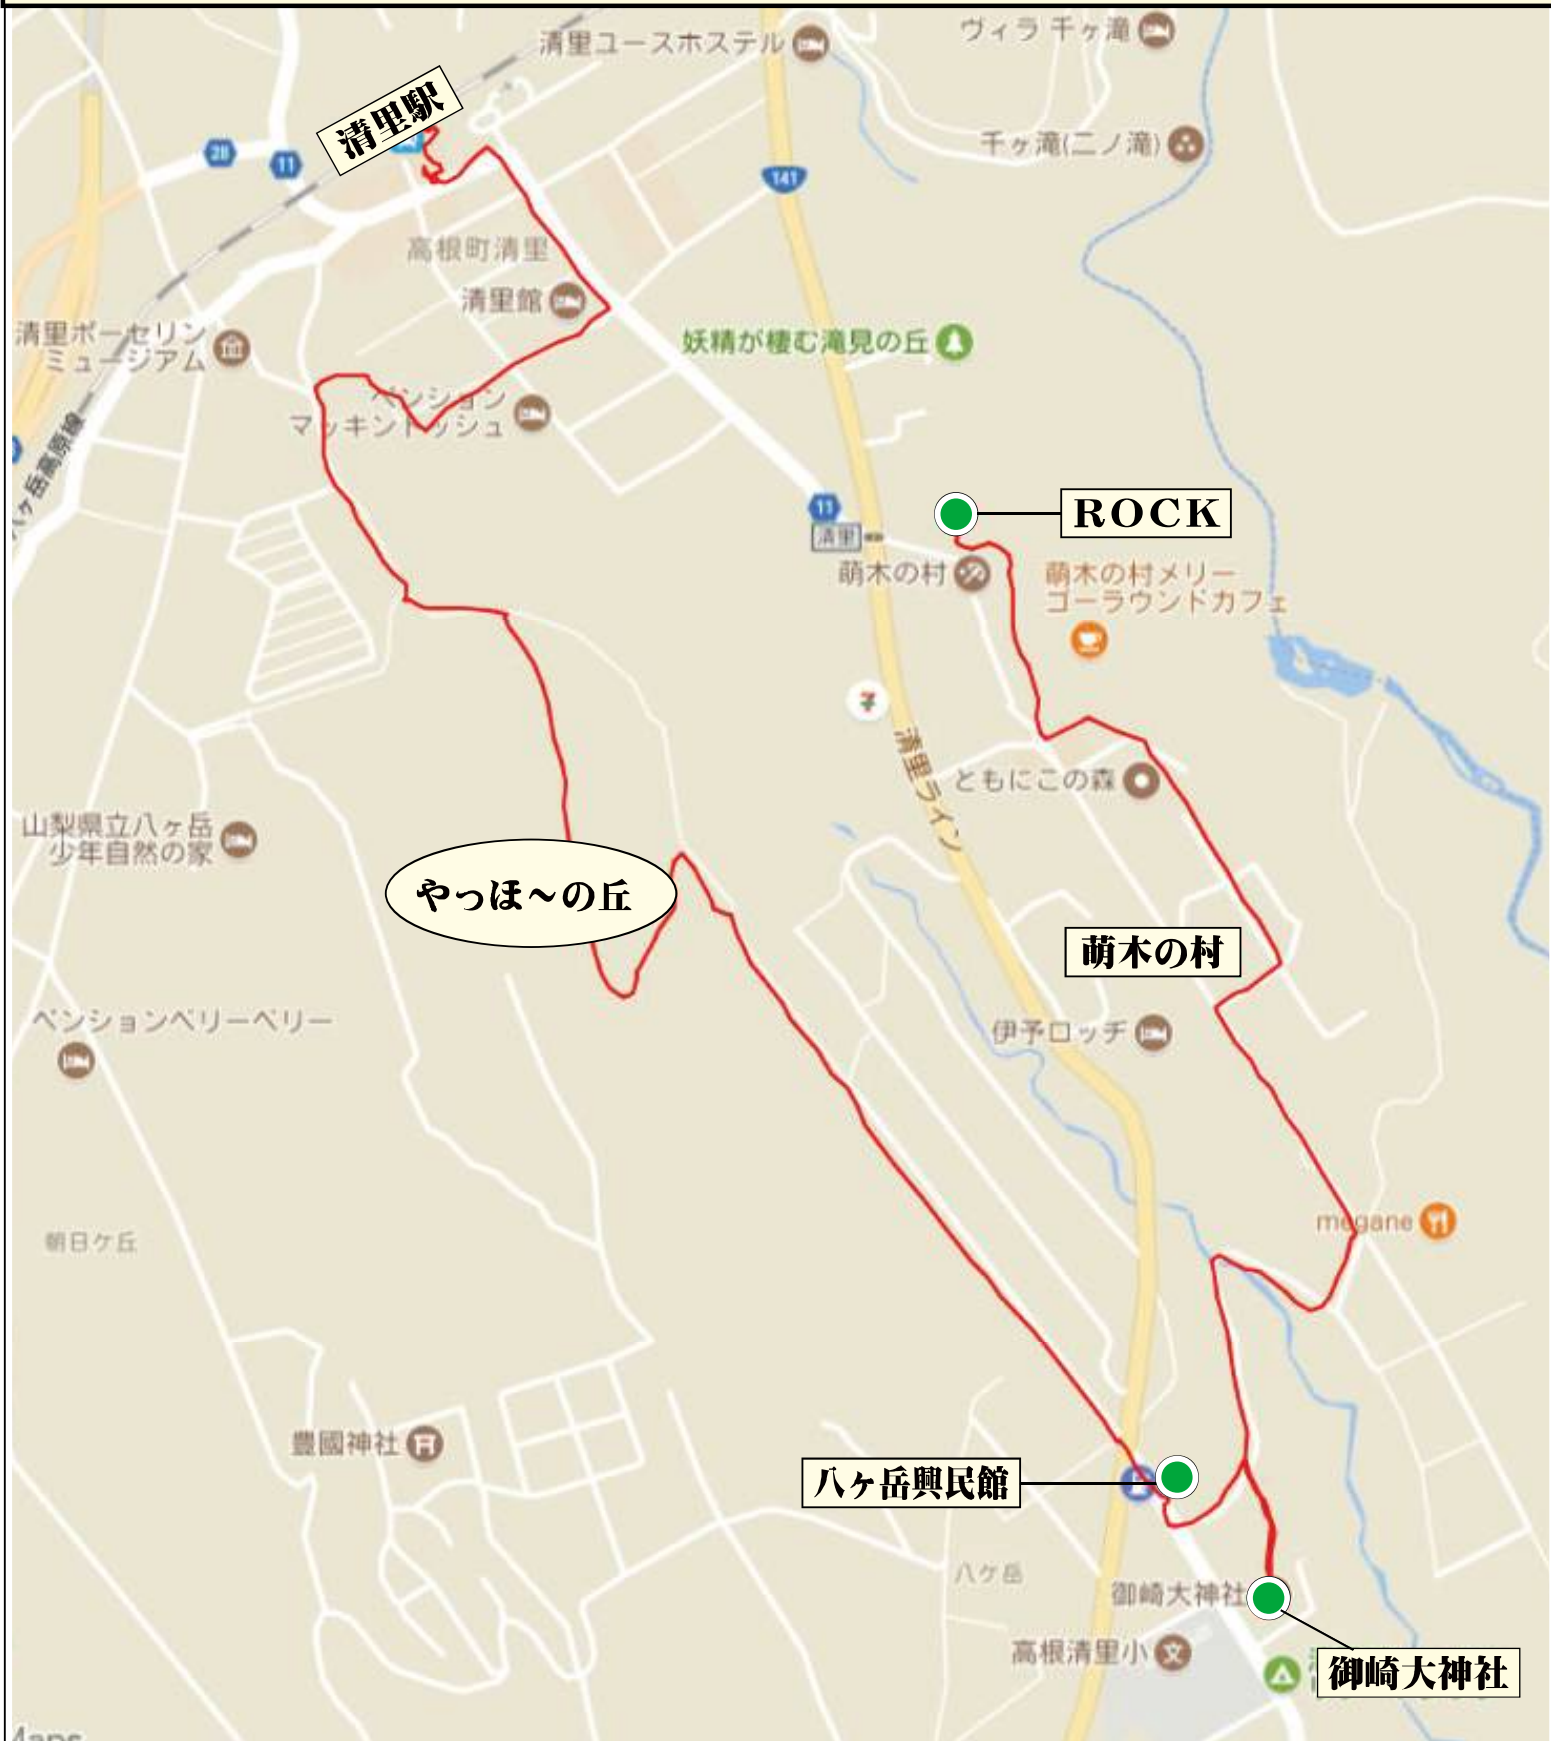 清里ユースホステル
ヴィラ 千ヶ滝
清里駅
28
11
141
千ヶ滝(二ノ滝)
高根町清里
清里館
清里ポーセリン
ミュージアム
妖精が棲む滝見の丘
ペンション
マッキントッシュ
八ヶ岳高原線
11
清里
ROCK
萌木の村
萌木の村メリー
ゴーラウンドカフェ
清里ライン
ともにこの森
山梨県立八ヶ岳
少年自然の家
やっほ～の丘
萌木の村
ペンションベリーベリー
伊予ロッヂ
朝日ケ丘
megane
豊國神社
八ヶ岳興民館
八ケ岳
御崎大神社
高根清里小
文
御崎大神社
Maps